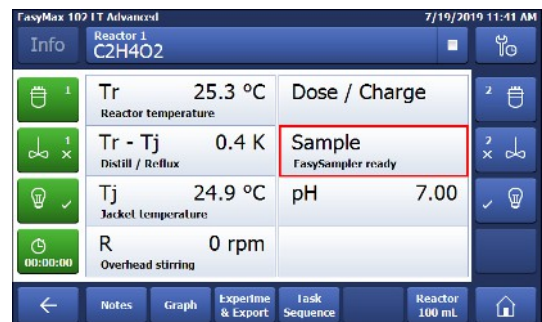 EasyMax 102 LT Advanced 7/19/2019 11:41 AM
Info
Reactor 1
C2H4O2
1
Tr 25.3 °C
Reactor temperature
Dose / Charge
2
1
Tr - Tj 0.4 K
Distill / Reflux
Sample
EasySampler ready
2
Tj 24.9 °C
Jacket temperature
pH 7.00
00:00:00
R 0 rpm
Overhead stirring
Notes
Graph
Experime
& Export
Task
Sequence
Reactor
100 mL